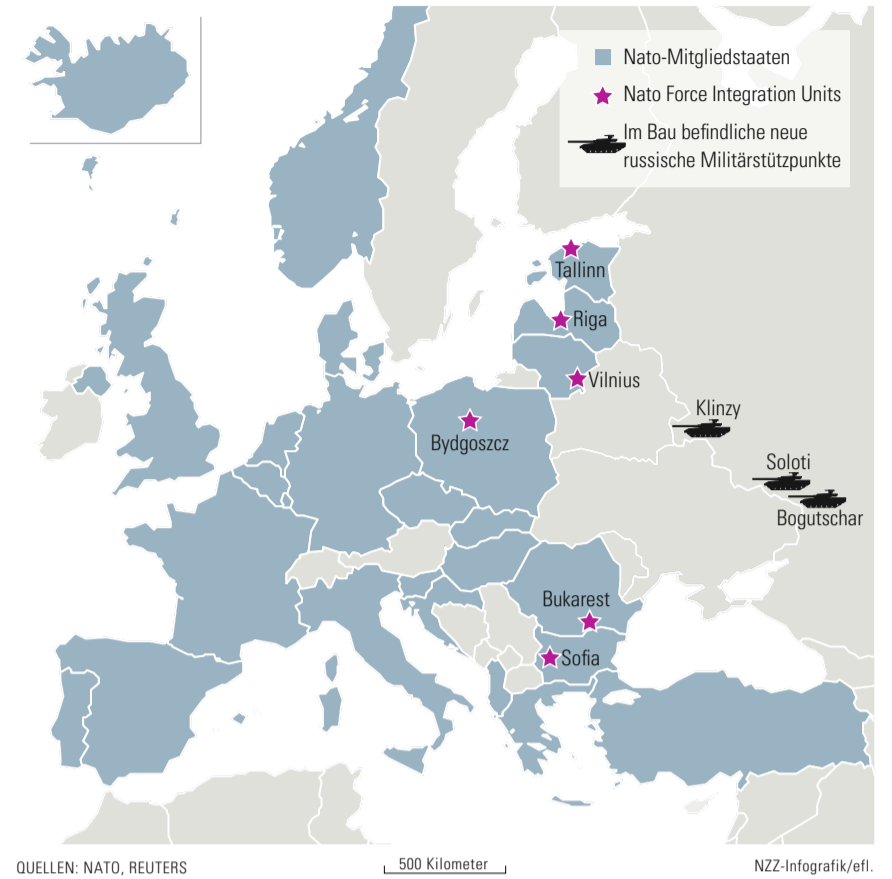 Nato-Mitgliedstaaten
Nato Force Integration Units
Im Bau befindliche neue
russische Militärstützpunkte
Tallinn
Riga
Vilnius
Klinzy
Bydgoszcz
Soloti
Bogutschar
Bukarest
Sofia
QUELLEN: NATO, REUTERS
500 Kilometer
NZZ-Infografik/efl.